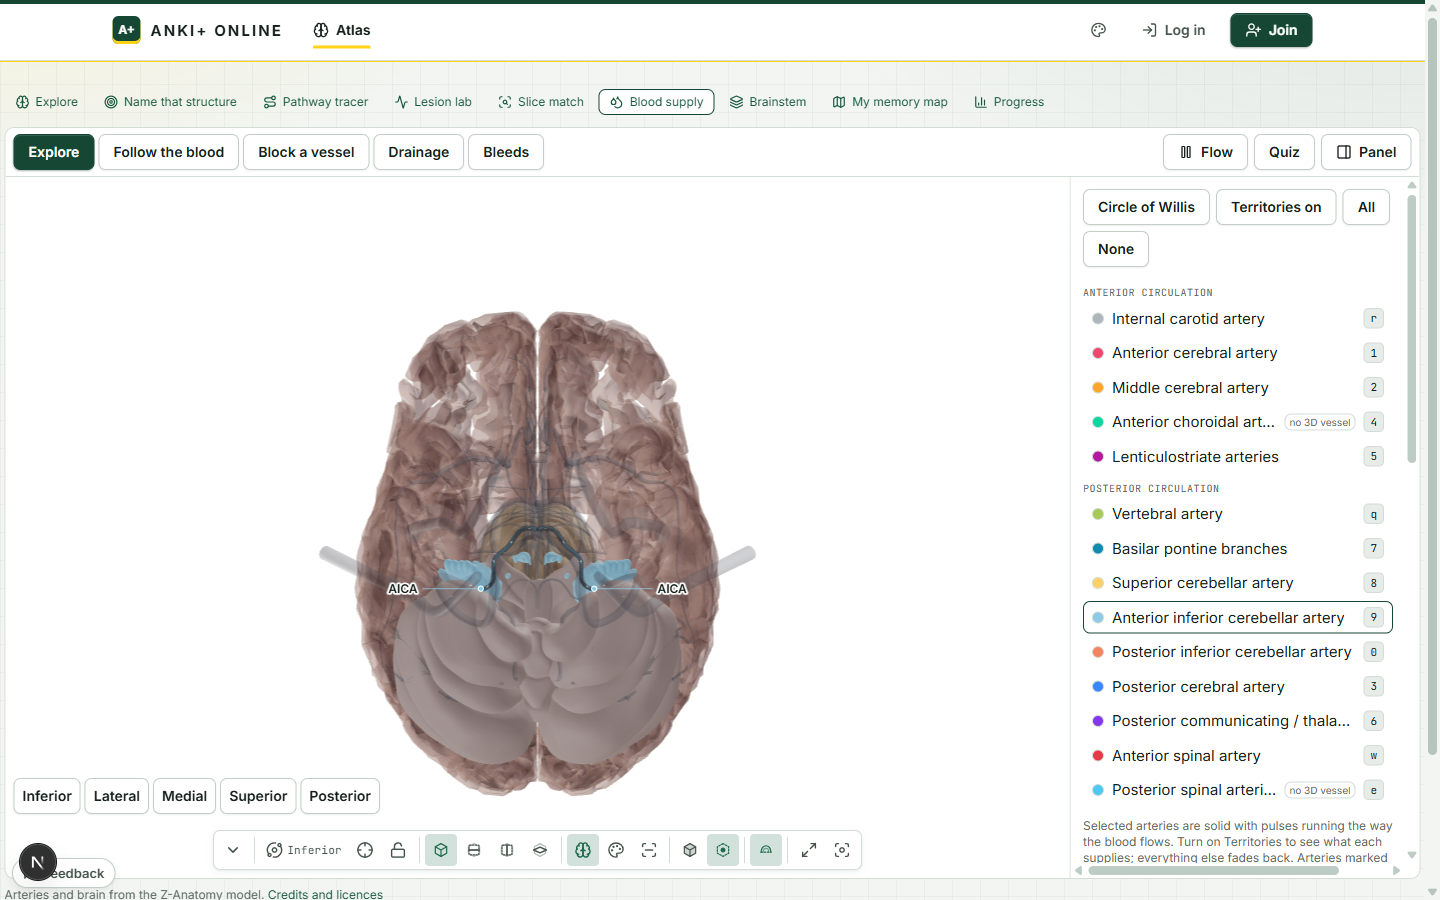 A+ ANKI+ ONLINE Atlas Log in Join
Explore Name that structure Pathway tracer Lesion lab Slice match Blood supply Brainstem My memory map Progress
Explore Follow the blood Block a vessel Drainage Bleeds Flow Quiz Panel
Circle of Willis Territories on All
None
ANTERIOR CIRCULATION
Internal carotid artery r
Anterior cerebral artery 1
Middle cerebral artery 2
Anterior choroidal art... no 3D vessel 4
Lenticulostriate arteries 5
POSTERIOR CIRCULATION
Vertebral artery q
Basilar pontine branches 7
Superior cerebellar artery 8
Anterior inferior cerebellar artery 9
Posterior inferior cerebellar artery 0
Posterior cerebral artery 3
Posterior communicating / thala... 6
Anterior spinal artery w
Posterior spinal arteri... no 3D vessel e
Selected arteries are solid with pulses running the way
the blood flows. Turn on Territories to see what each
supplies; everything else fades back. Arteries marked
AICA AICA
Inferior Lateral Medial Superior Posterior
Inferior
N eedback
Arteries and brain from the Z-Anatomy model. Credits and licences